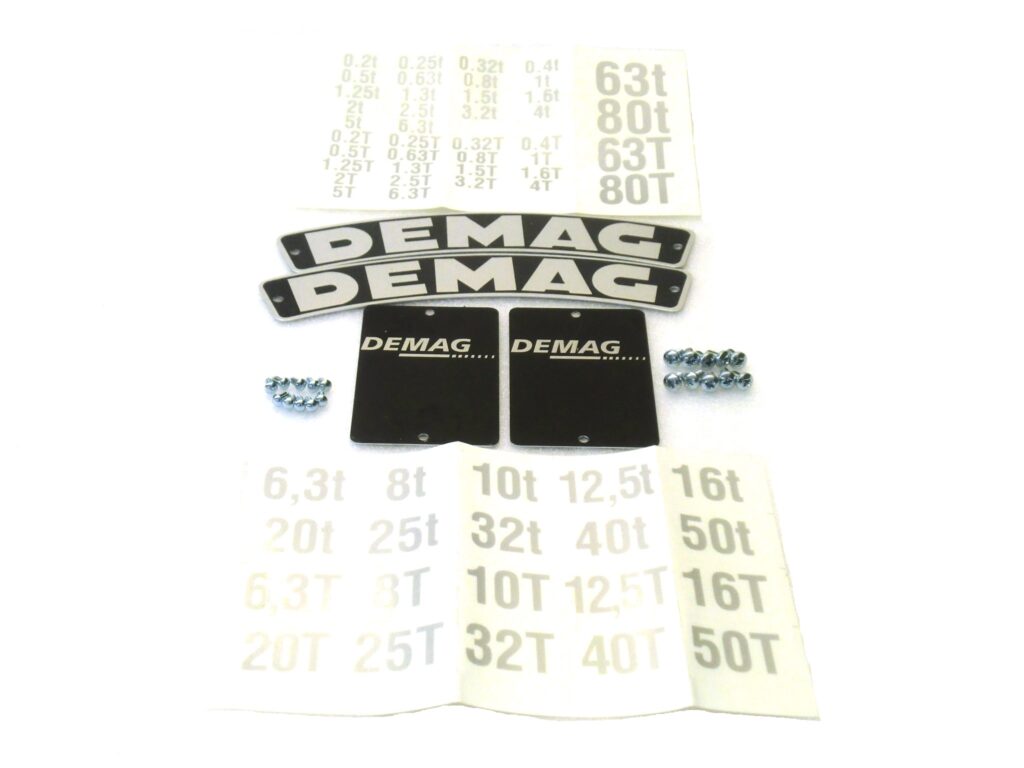 0.2t 0.25t 0.32t 0.4t
0.5t 0.63t 0.8t 1t
1.25t 1.3t 1.5t 1.6t
2t 2.5t 3.2t 4t
5t 6.3t
0.2T 0.25T 0.32T 0.4T
0.5T 0.63T 0.8T 1T
1.25T 1.3T 1.5T 1.6T
2T 2.5T 3.2T 4T
5T 6.3T
63t
80t
63T
80T
DEMAG
DEMAG
DEMAG DEMAG
6,3t 8t 10t 12,5t 16t
20t 25t 32t 40t 50t
6,3T 8T 10T 12,5T 16T
20T 25T 32T 40T 50T